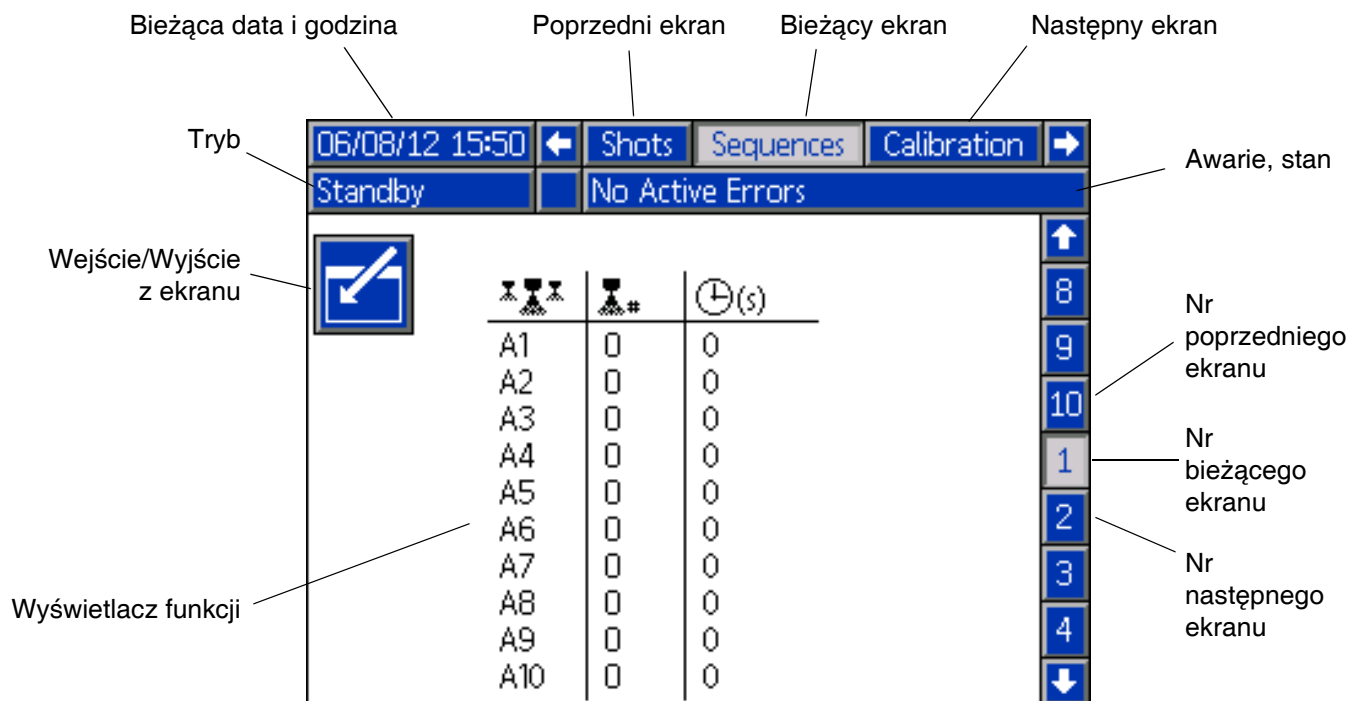 Bieżąca data i godzina
Poprzedni ekran
Bieżący ekran
Następny ekran
Tryb
06/08/12 15:50
Shots
Sequences
Calibration
Awarie, stan
Standby
No Active Errors
Wejście/Wyjście
z ekranu
# (s)
A1 0 0
A2 0 0
A3 0 0
A4 0 0
A5 0 0
A6 0 0
A7 0 0
A8 0 0
A9 0 0
A10 0 0
8
9
10
1
2
3
4
Nr
poprzedniego
ekranu
Nr
bieżącego
ekranu
Nr
następnego
ekranu
Wyświetlacz funkcji